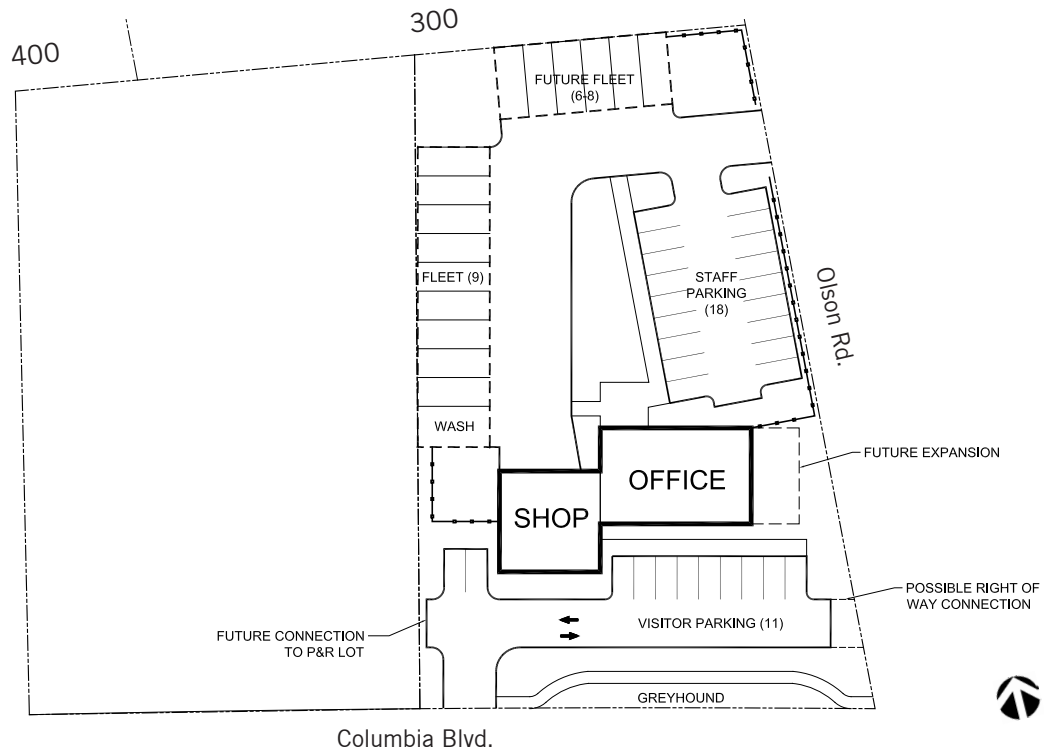 400
300
FUTURE FLEET
(6-8)
FLEET (9)
STAFF
PARKING
(18)
Olson Rd.
WASH
FUTURE EXPANSION
OFFICE
SHOP
POSSIBLE RIGHT OF
WAY CONNECTION
VISITOR PARKING (11)
FUTURE CONNECTION
TO P&R LOT
GREYHOUND
Columbia Blvd.